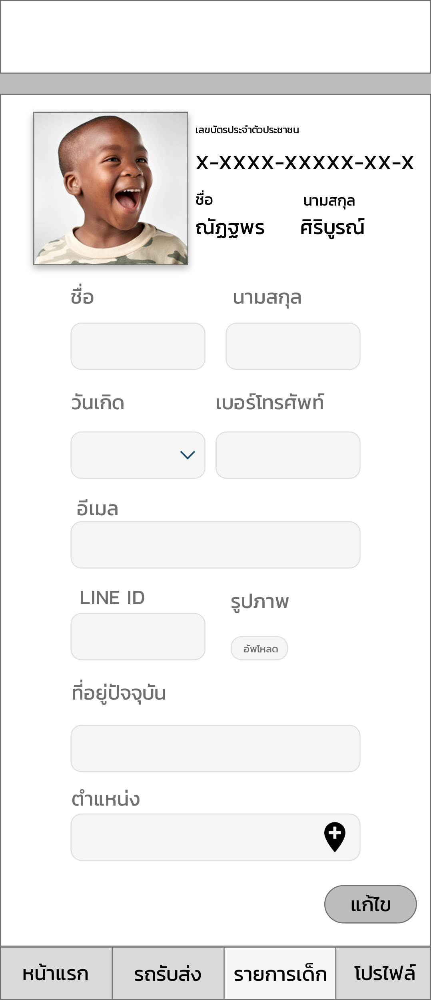 เลขบัตรประจำตัวประชาชน
X-XXXX-XXXXX-XX-X
ชื่อ นามสกุล
ณัฏฐพร ศิริบูรณ์
ชื่อ นามสกุล
วันเกิด เบอร์โทรศัพท์
อีเมล
LINE ID รูปภาพ
อัพโหลด
ที่อยู่ปัจจุบัน
ตำแหน่ง
แก้ไข
หน้าแรก รถรับส่ง รายการเด็ก โปรไฟล์